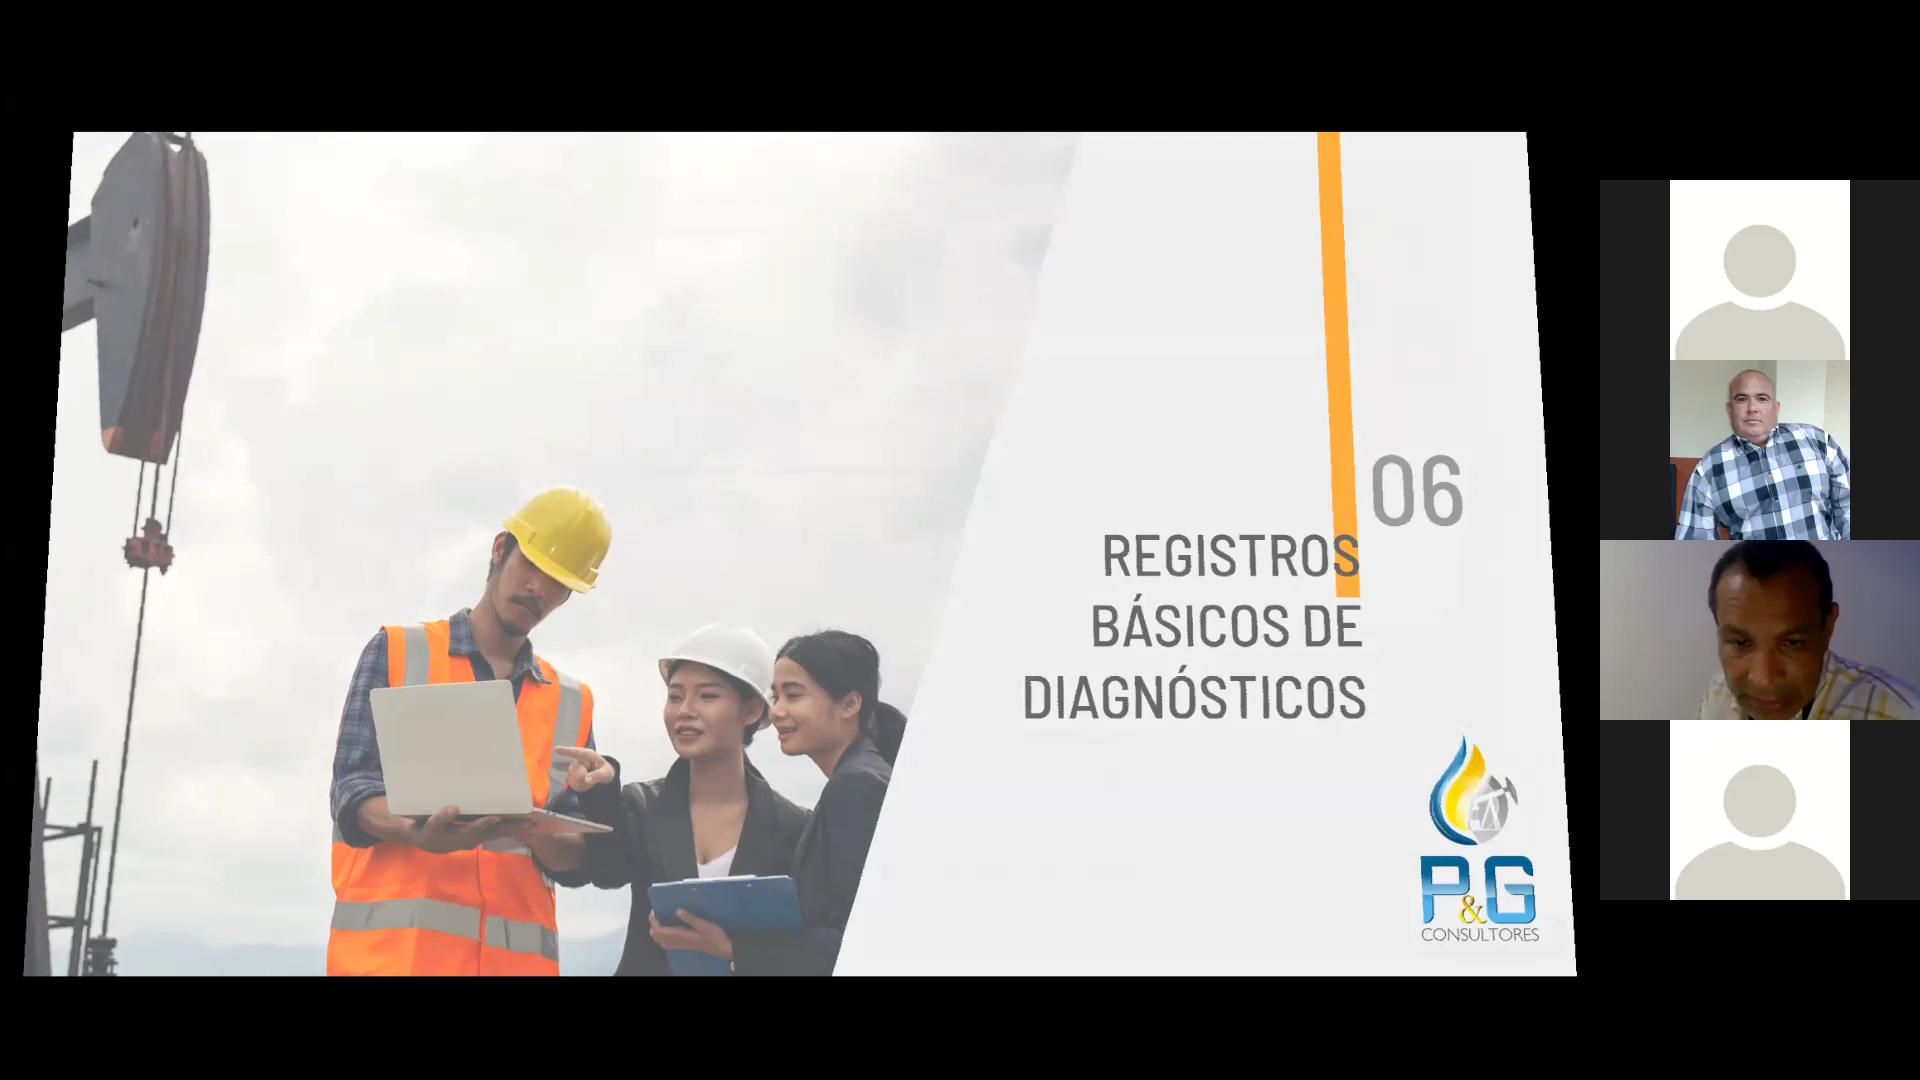 06
REGISTROS
BÁSICOS DE
DIAGNÓSTICOS
P&G
CONSULTORES